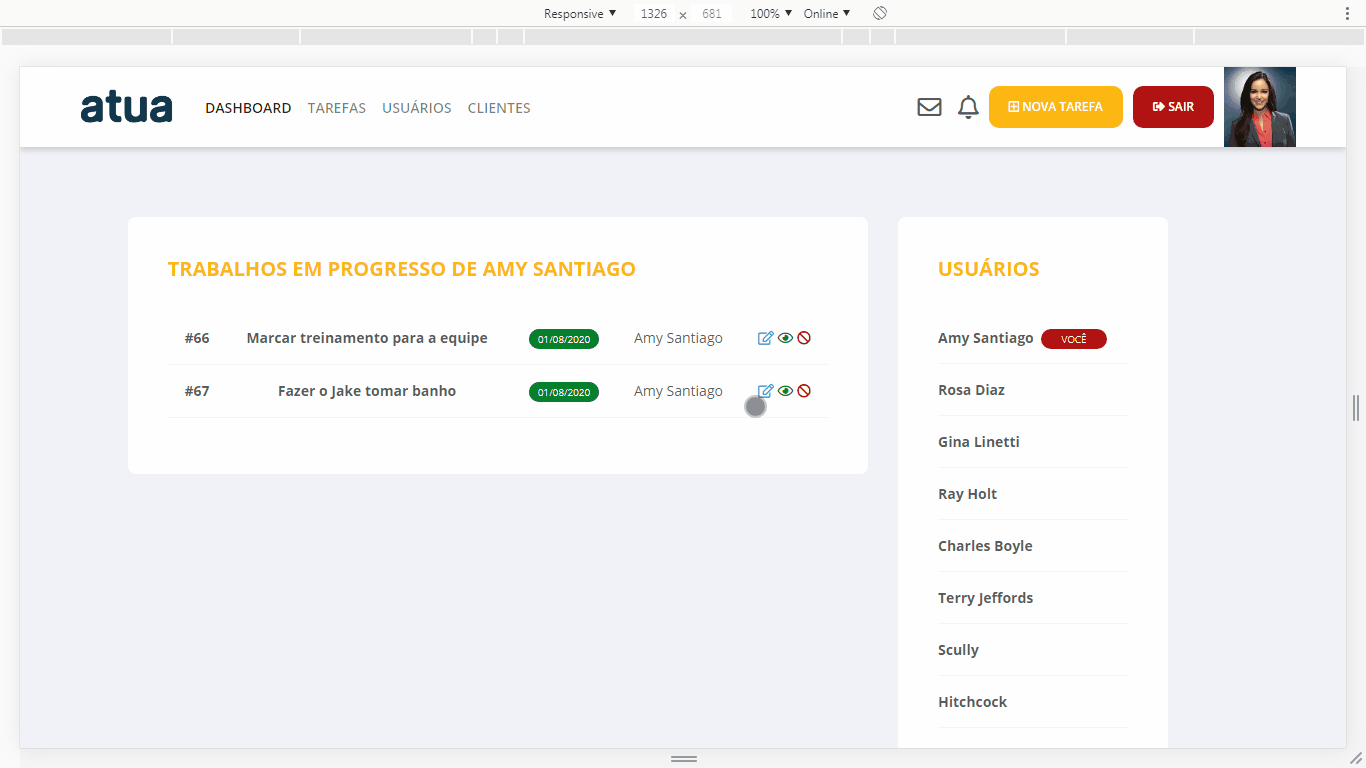 Responsive ▼ 1326 x 681 100% ▼ Online ▼
atua DASHBOARD TAREFAS USUÁRIOS CLIENTES NOVA TAREFA SAIR
TRABALHOS EM PROGRESSO DE AMY SANTIAGO
#66 Marcar treinamento para a equipe 01/08/2020 Amy Santiago
#67 Fazer o Jake tomar banho 01/08/2020 Amy Santiago
USUÁRIOS
Amy Santiago VOCÊ
Rosa Diaz
Gina Linetti
Ray Holt
Charles Boyle
Terry Jeffords
Scully
Hitchcock